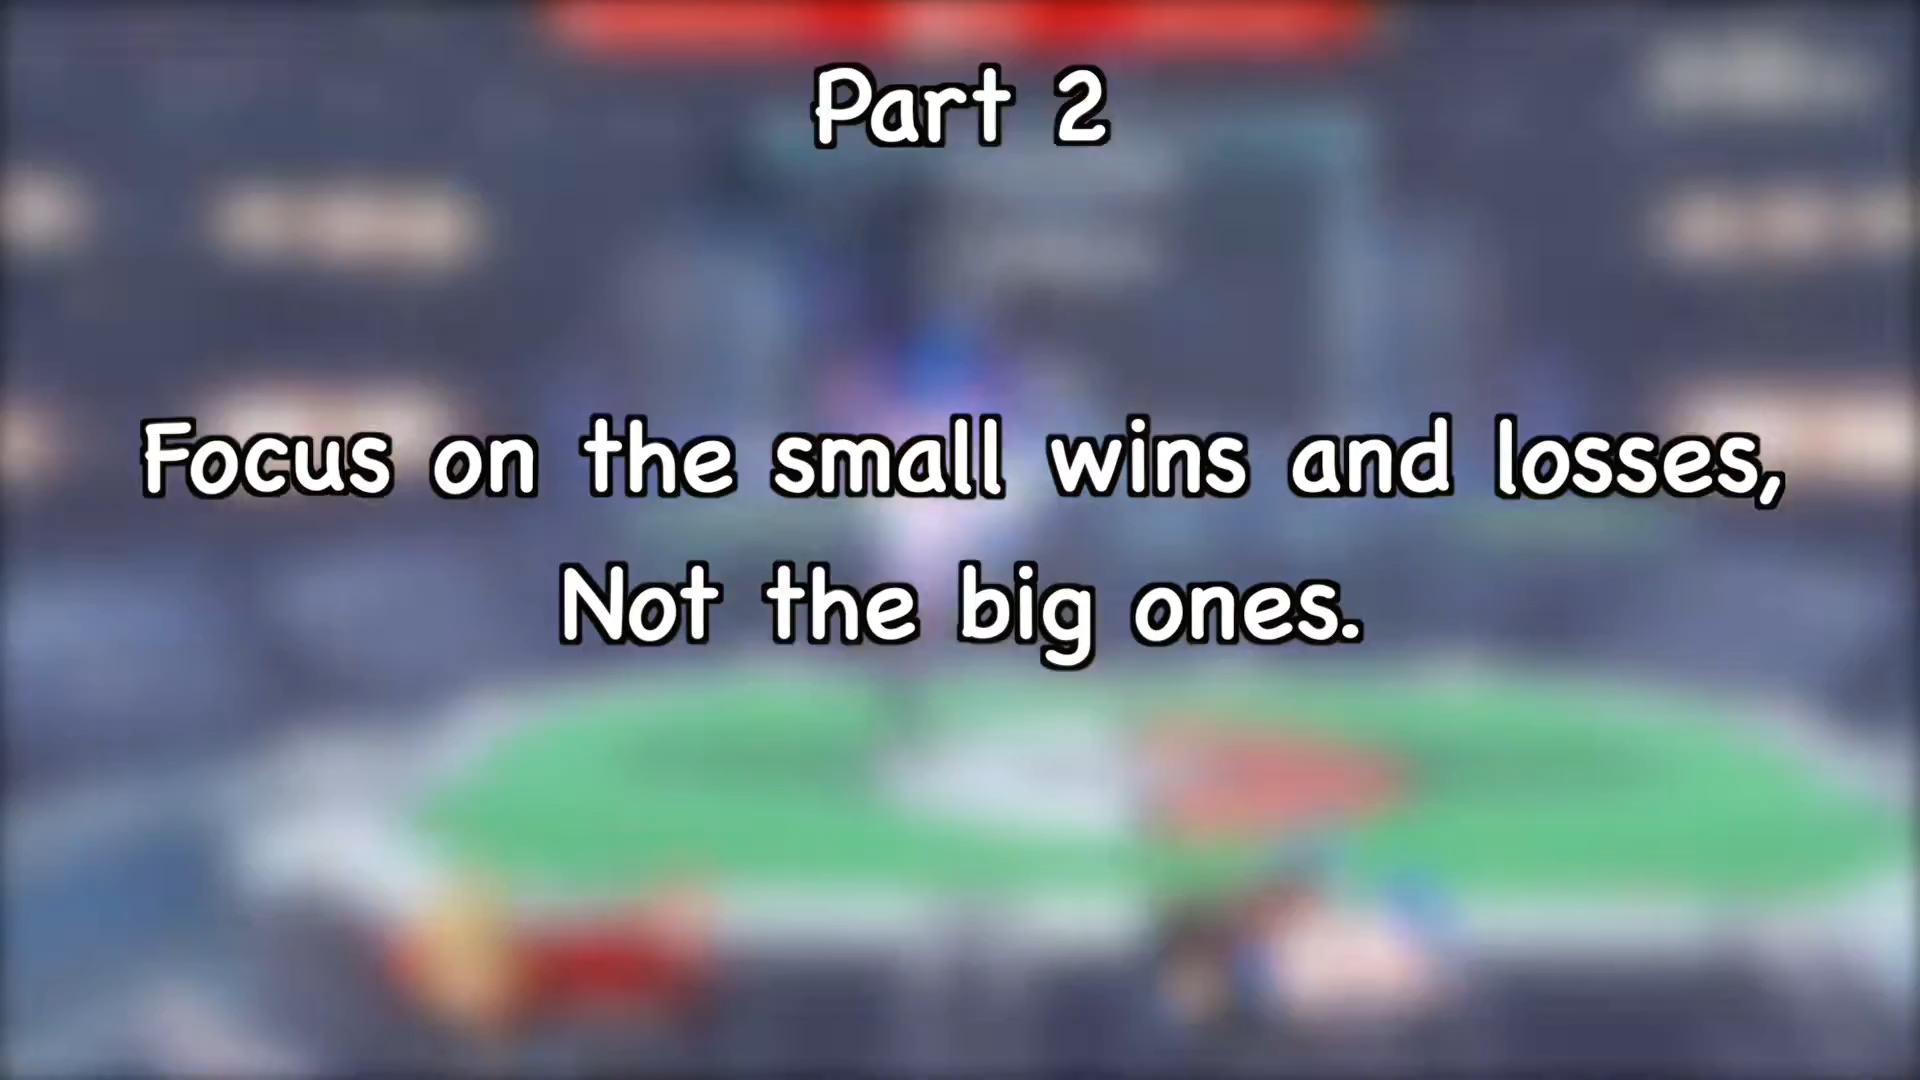 Part 2
Focus on the small wins and losses,
Not the big ones.